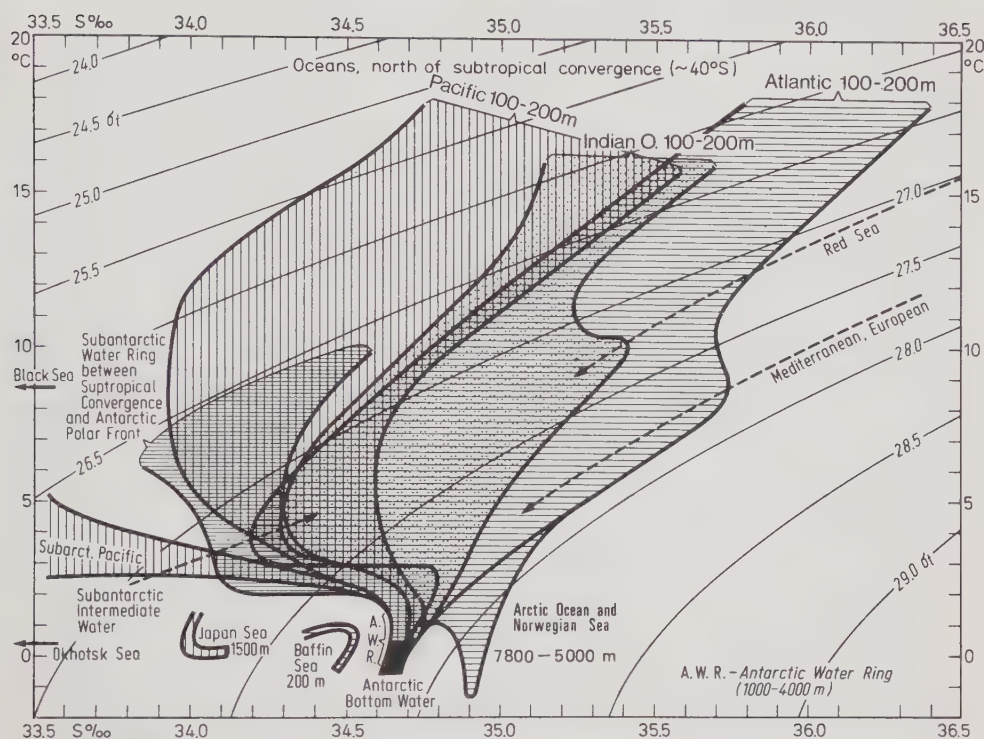 33.5 S‰ 34.0 34.5 35.0 35.5 36.0 36.5
20
°C
20
°C
24.0
Oceans, north of subtropical convergence (~40°S)
Pacific 100-200m
Atlantic 100-200m
24.5 σt
Indian O. 100-200m
15
15
25.0
27.0
Red Sea
25.5
27.5
Subantarctic
Water Ring
between
Suptropical
Convergence
and Antarctic
Polar Front
Mediterranean, European
10
10
28.0
Black Sea
26.5
28.5
5
5
Subarct. Pacific
29.0 σt
Subantarctic
Intermediate
Water
A.
W.
R.
Arctic Ocean and
Norwegian Sea
7800–5000 m
Japan Sea
1500m
Baffin
Sea
200 m
0
0
Okhotsk Sea
Antarctic
Bottom Water
A.W.R.-Antarctic Water Ring
(1000-4000 m)
33.5 S‰ 34.0 34.5 35.0 35.5 36.0 36.5